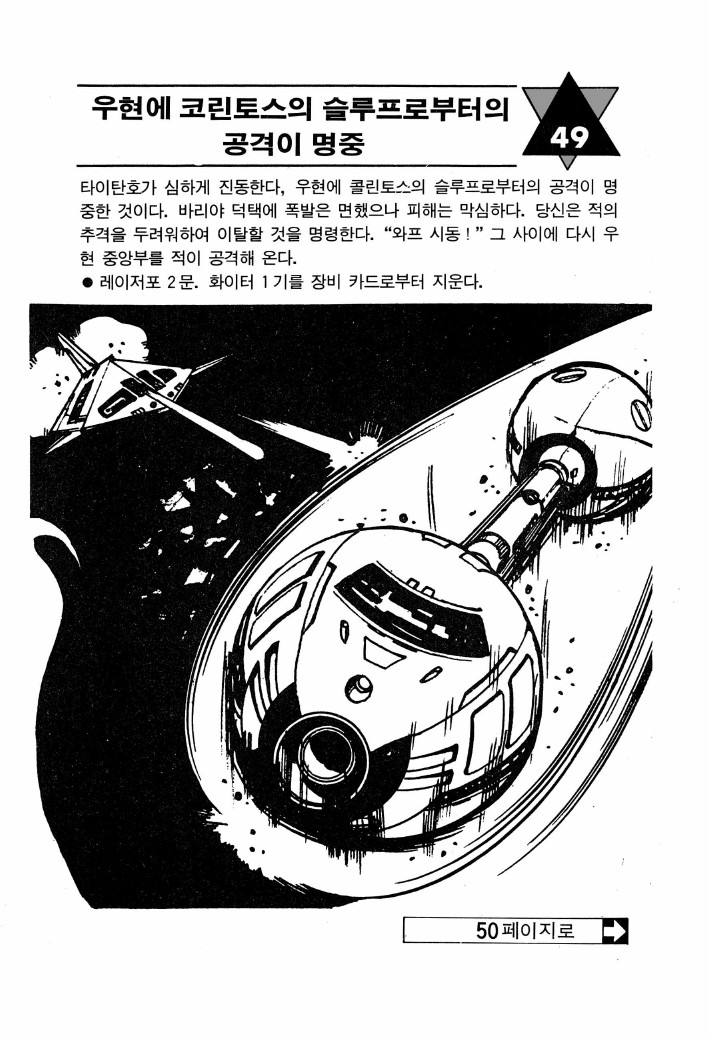 우현에 코린토스의 슬루프로부터의
공격이 명중
49
타이탄호가 심하게 진동한다, 우현에 콜린토스의 슬루프로부터의 공격이 명
중한 것이다. 바리야 덕택에 폭발은 면했으나 피해는 막심하다. 당신은 적의
추격을 두려워하여 이탈할 것을 명령한다. “와프 시동!” 그 사이에 다시 우
현 중앙부를 적이 공격해 온다.
● 레이저포 2문. 화이터 1기를 장비 카드로부터 지운다.
50페이지로